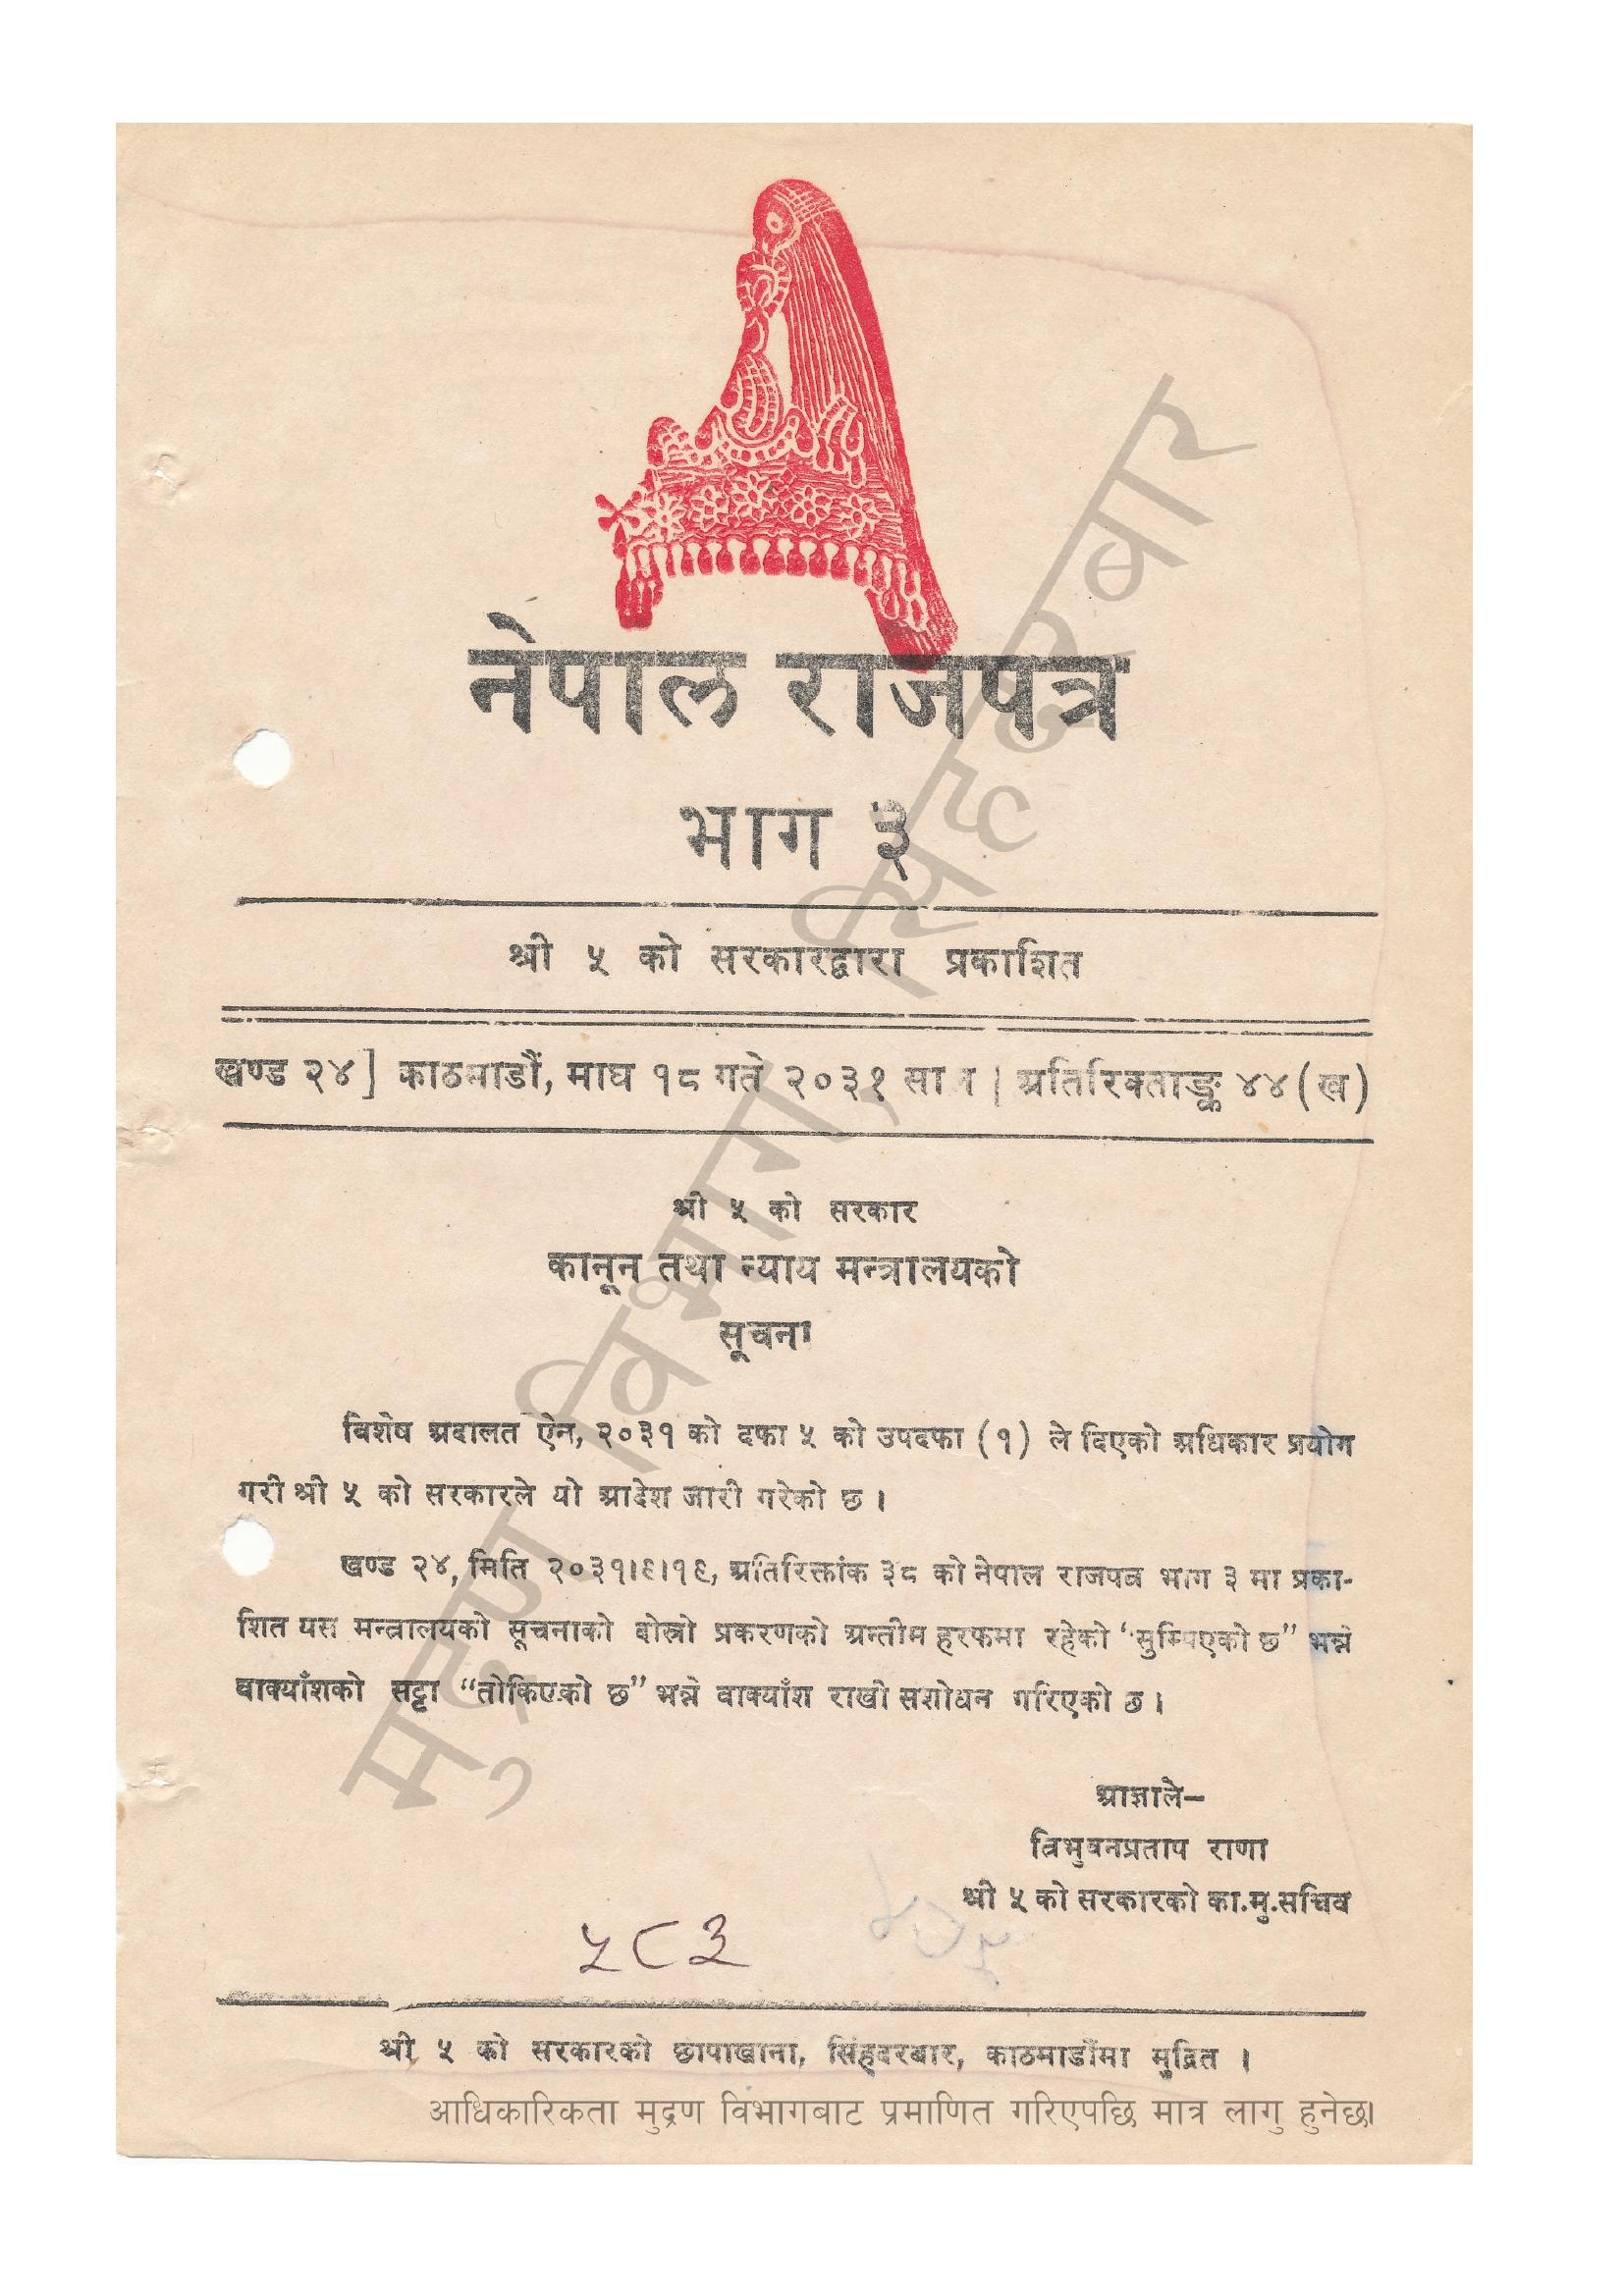 नेपाल राजपत्र
भाग ३
श्री ५ को सरकारद्वारा प्रकाशित
खण्ड २४] काठमाडौं, माघ १८ गते २०३१ साल | अतिरिक्ताङ्क ४४ (ख)
श्री ५ को सरकार
कानून तथा न्याय मन्त्रालयको
सूचना
विशेष अदालत ऐन, २०३१ को दफा ५ को उपदफा (१) ले दिएको अधिकार प्रयोग
गरी श्री ५ को सरकारले यो आदेश जारी गरेको छ ।
खण्ड २४, मिति २०३१।९।१९, अतिरिक्तांक ३८ को नेपाल राजपत्र भाग ३ मा प्रका-
शित यस मन्त्रालयको सूचनाको दोस्रो प्रकरणको अन्तीम हरफमा रहेको "सुम्पिएको छ" भन्ने
वाक्याँशको सट्टा "तोकिएको छ" भन्ने वाक्याँश राखी संशोधन गरिएको छ ।
आज्ञाले–
त्रिभुवनप्रताप राणा
श्री ५ को सरकारको का.मु.सचिव
५८३
श्री ५ को सरकारको छापाखाना, सिंहदरबार, काठमाडौंमा मुद्रित ।
आधिकारिकता मुद्रण विभागबाट प्रमाणित गरिएपछि मात्र लागु हुनेछ।
मुद्रण विभाग, सिंहदरबार